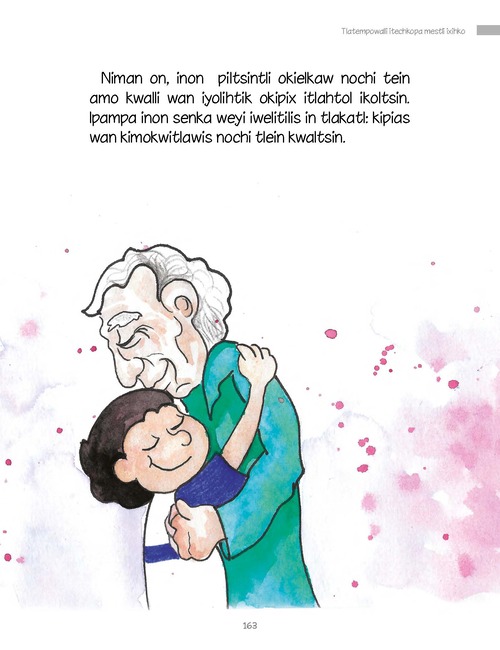 Tlatempowalli itechkopa mestli ixihko
Niman on, inon piltsintli okielkaw nochi tein
amo kwalli wan iyolihtik okipix itlahtol ikoltsin.
Ipampa inon senka weyi iwelitilis in tlakatl: kipias
wan kimokwitlawis nochi tlein kwaltsin.
163